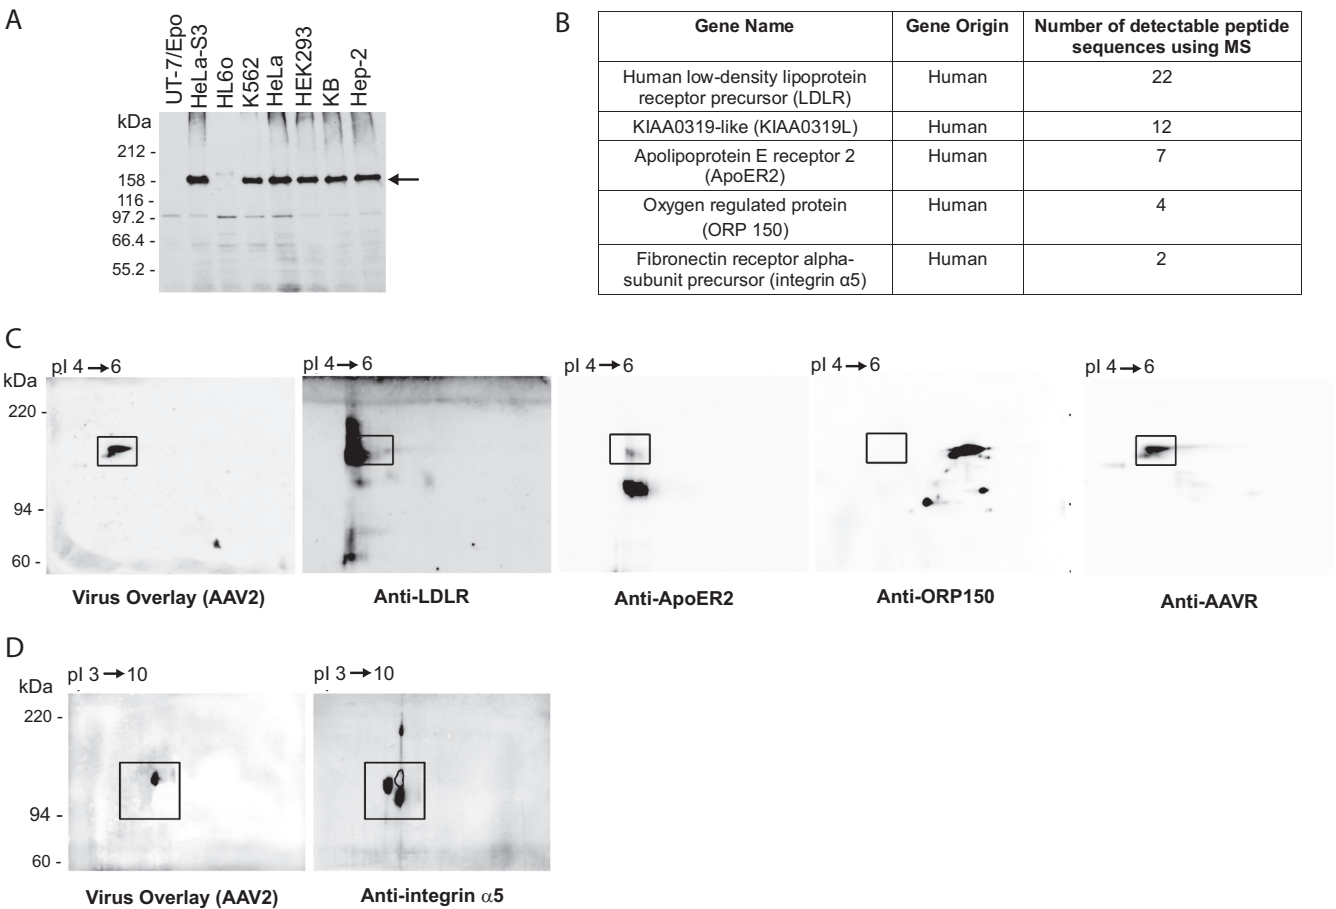 A
UT-7/Epo
HeLa-S3
HL6o
K562
HeLa
HEK293
KB
Hep-2
kDa
212 -
158 -
116 -
97.2 -
66.4 -
55.2 -
B
Gene Name
Gene Origin
Number of detectable peptide
sequences using MS
Human low-density lipoprotein
receptor precursor (LDLR)
Human
22
KIAA0319-like (KIAA0319L)
Human
12
Apolipoprotein E receptor 2
(ApoER2)
Human
7
Oxygen regulated protein
(ORP 150)
Human
4
Fibronectin receptor alpha-
subunit precursor (integrin α5)
Human
2
C
kDa
220 -
94 -
60 -
pI 4→6
Virus Overlay (AAV2)
pI 4→6
Anti-LDLR
pI 4→6
Anti-ApoER2
pI 4→6
Anti-ORP150
pI 4→6
Anti-AAVR
D
kDa
220 -
94 -
60 -
pI 3→10
Virus Overlay (AAV2)
pI 3→10
Anti-integrin α5